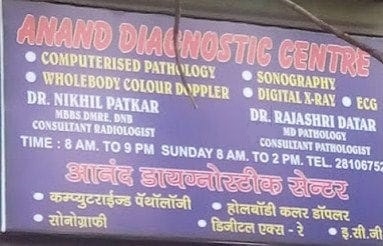 ANAND DIAGNOSTIC CENTRE
• COMPUTERISED PATHOLOGY • SONOGRAPHY
• WHOLEBODY COLOUR DOPPLER • DIGITAL X-RAY • ECG
DR. NIKHIL PATKAR
MBBS.DMRE, DNB
CONSULTANT RADIOLOGIST
DR. RAJASHRI DATAR
MD PATHOLOGY
CONSULTANT PATHOLOGIST
TIME : 8 AM. TO 9 PM SUNDAY 8 AM. TO 2 PM. TEL. 2810675
आनंद डायग्नोस्टीक सेन्टर
• कम्प्युटराईज्ड पॅथॉलॉजी • होलबॉडी कलर डॉपलर
• सोनोग्राफी • डिजीटल एक्स - रे • इ.सी.जी